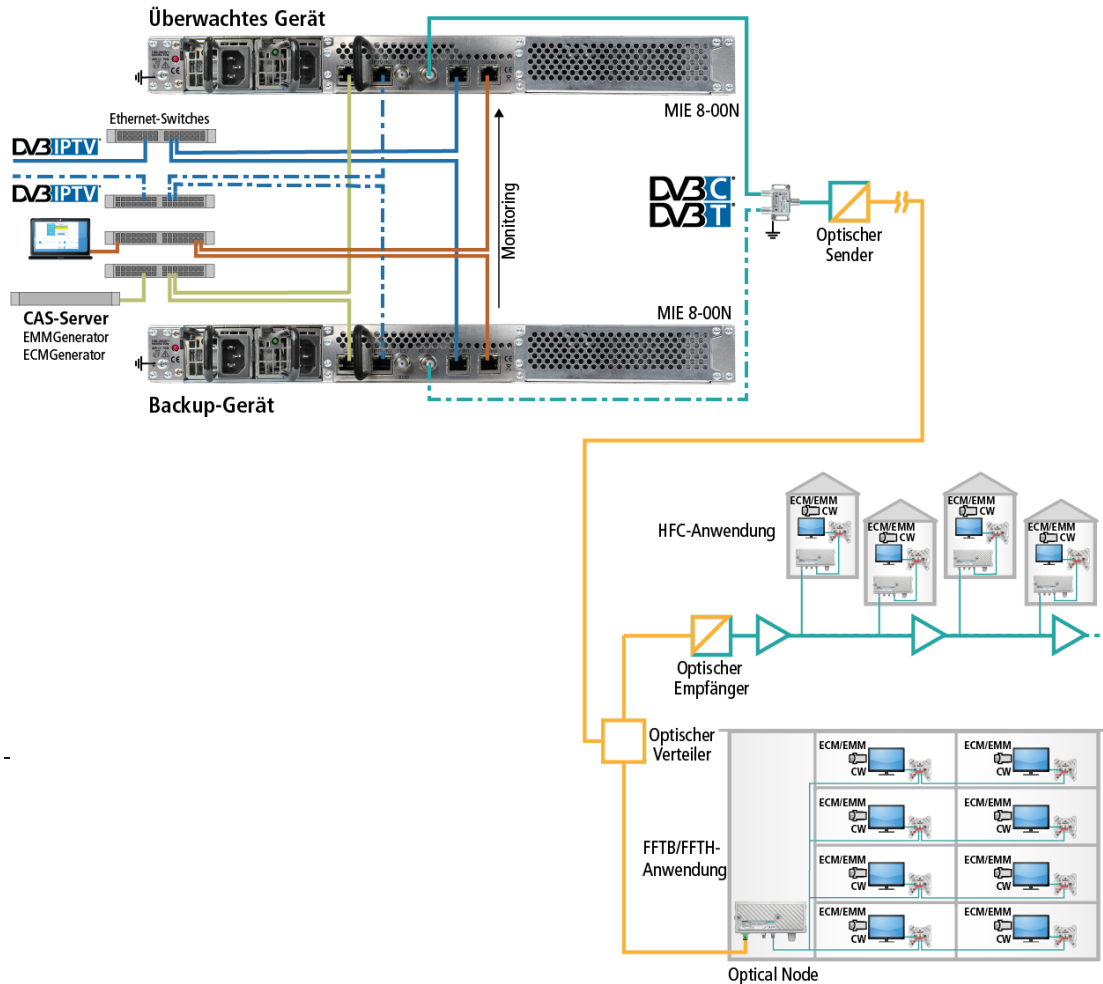 Überwachtes Gerät
MIE 8-00N
Ethernet-Switches
DVB IPTV
DVB IPTV
Monitoring
CAS-Server
EMMGenerator
ECMGenerator
MIE 8-00N
Backup-Gerät
DVB C
DVB T
Optischer
Sender
HFC-Anwendung
ECM/EMM
CW
ECM/EMM
CW
ECM/EMM
CW
ECM/EMM
CW
Optischer
Empfänger
Optischer
Verteiler
FFTB/FFTH-
Anwendung
ECM/EMM
CW
ECM/EMM
CW
ECM/EMM
CW
ECM/EMM
CW
ECM/EMM
CW
ECM/EMM
CW
ECM/EMM
CW
ECM/EMM
CW
Optical Node